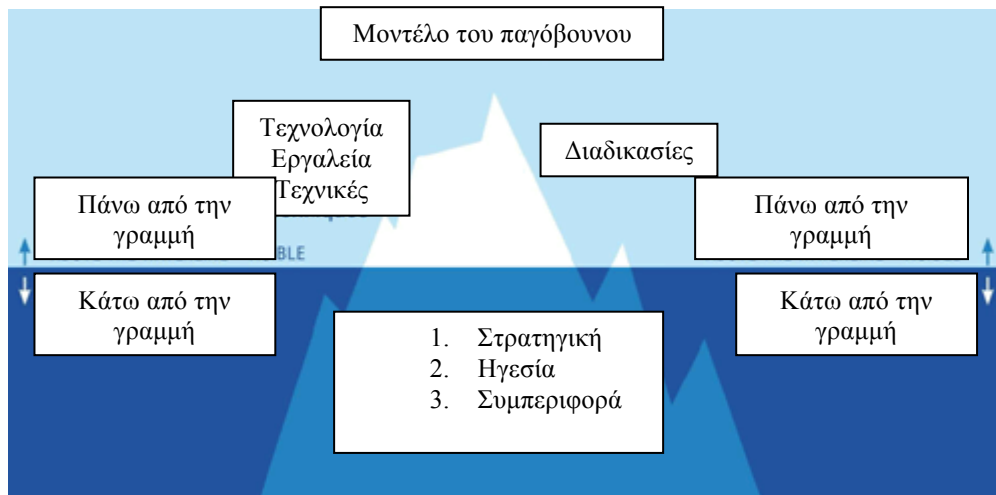 Μοντέλο του παγόβουνου
Τεχνολογία
Εργαλεία
Τεχνικές
Διαδικασίες
Πάνω από την
γραμμή
Πάνω από την
γραμμή
BLE
Κάτω από την
γραμμή
Κάτω από την
γραμμή
1. Στρατηγική
2. Ηγεσία
3. Συμπεριφορά